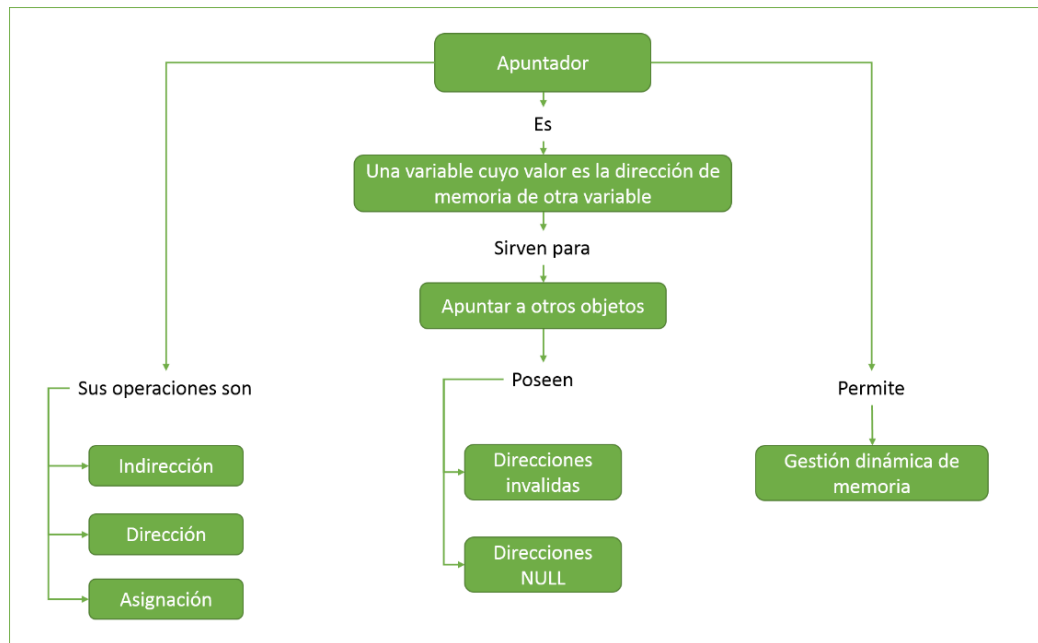 Apuntador
Es
Una variable cuyo valor es la dirección de
memoria de otra variable
Sirven para
Apuntar a otros objetos
Sus operaciones son
Indirección
Dirección
Asignación
Poseen
Direcciones
invalidas
Direcciones
NULL
Permite
Gestión dinámica de
memoria